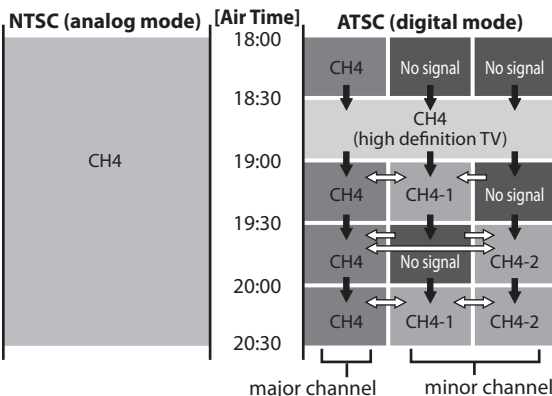 NTSC (analog mode) [Air Time] ATSC (digital mode)
18:00
CH4 No signal No signal
18:30
CH4
(high definition TV)
19:00
CH4
CH4 CH4-1 No signal
19:30
CH4 No signal CH4-2
20:00
CH4 CH4-1 CH4-2
20:30
major channel minor channel